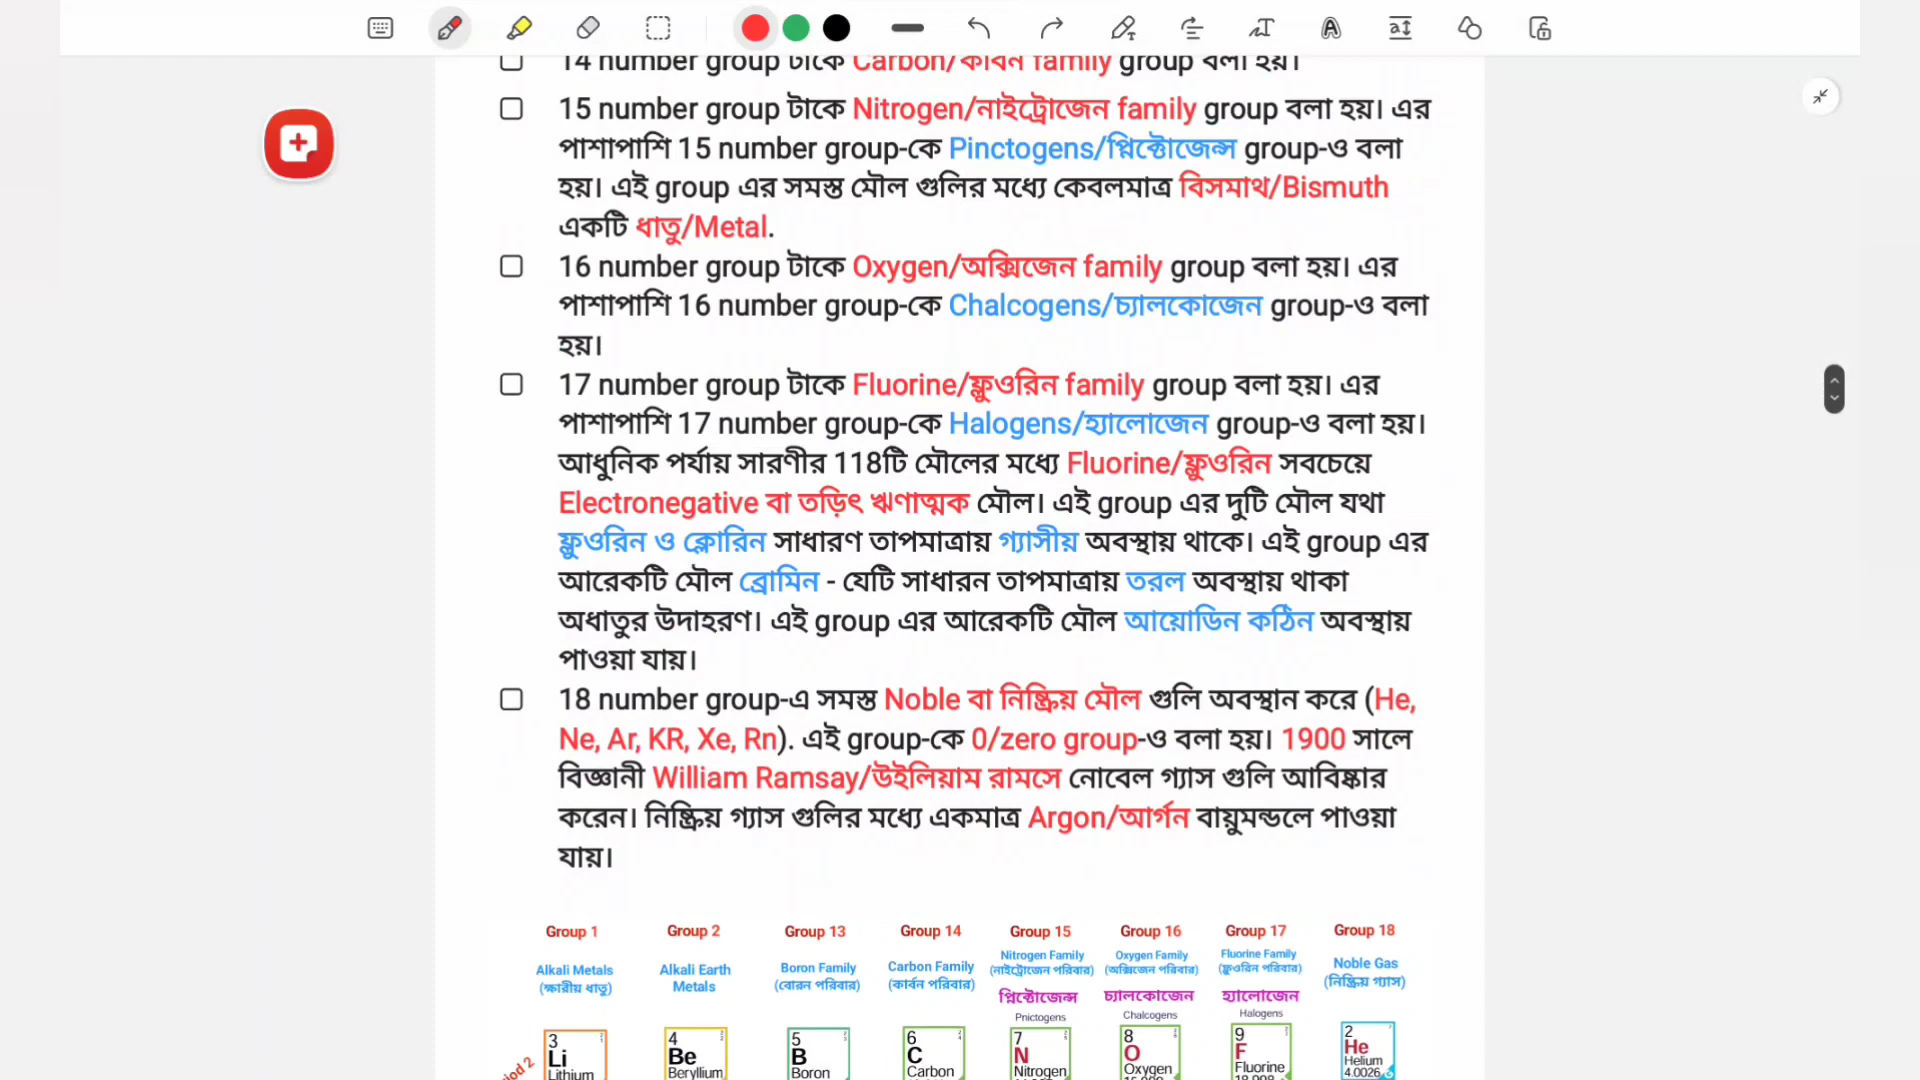 14 number group টাকে Carbon/কার্বন family group বলা হয়।
15 number group টাকে Nitrogen/নাইট্রোজেন family group বলা হয়। এর
পাশাপাশি 15 number group-কে Pinctogens/প্নিক্টোজেন্স group-ও বলা
হয়। এই group এর সমস্ত মৌল গুলির মধ্যে কেবলমাত্র বিসমাথ/Bismuth
একটি ধাতু/Metal.
16 number group টাকে Oxygen/অক্সিজেন family group বলা হয়। এর
পাশাপাশি 16 number group-কে Chalcogens/চ্যালকোজেন group-ও বলা
হয়।
17 number group টাকে Fluorine/ফ্লুওরিন family group বলা হয়। এর
পাশাপাশি 17 number group-কে Halogens/হ্যালোজেন group-ও বলা হয়।
আধুনিক পর্যায় সারণীর 118টি মৌলের মধ্যে Fluorine/ফ্লুওরিন সবচেয়ে
Electronegative বা তড়িৎ ঋণাত্মক মৌল। এই group এর দুটি মৌল যথা
ফ্লুওরিন ও ক্লোরিন সাধারণ তাপমাত্রায় গ্যাসীয় অবস্থায় থাকে। এই group এর
আরেকটি মৌল ব্রোমিন - যেটি সাধারন তাপমাত্রায় তরল অবস্থায় থাকা
অধাতুর উদাহরণ। এই group এর আরেকটি মৌল আয়োডিন কঠিন অবস্থায়
পাওয়া যায়।
18 number group-এ সমস্ত Noble বা নিষ্ক্রিয় মৌল গুলি অবস্থান করে (He,
Ne, Ar, KR, Xe, Rn). এই group-কে 0/zero group-ও বলা হয়। 1900 সালে
বিজ্ঞানী William Ramsay/উইলিয়াম রামসে নোবেল গ্যাস গুলি আবিষ্কার
করেন। নিষ্ক্রিয় গ্যাস গুলির মধ্যে একমাত্র Argon/আর্গন বায়ুমন্ডলে পাওয়া
যায়।
Group 1 Group 2 Group 13 Group 14 Group 15 Group 16 Group 17 Group 18
Alkali Metals Alkali Earth Boron Family Carbon Family Nitrogen Family Oxygen Family Fluorine Family Noble Gas
(ক্ষারীয় ধাতু) Metals (বোরন পরিবার) (কার্বন পরিবার) (নাইট্রোজেন পরিবার) (অক্সিজেন পরিবার) (ফ্লুওরিন পরিবার) (নিষ্ক্রিয় গ্যাস)
প্নিক্টোজেন্স চ্যালকোজেন হ্যালোজেন
Pnictogens Chalcogens Halogens
3 4 5 6 7 8 9 2
Li Be B C N O F He
Lithium Beryllium Boron Carbon Nitrogen Oxygen Fluorine Helium
4.0026